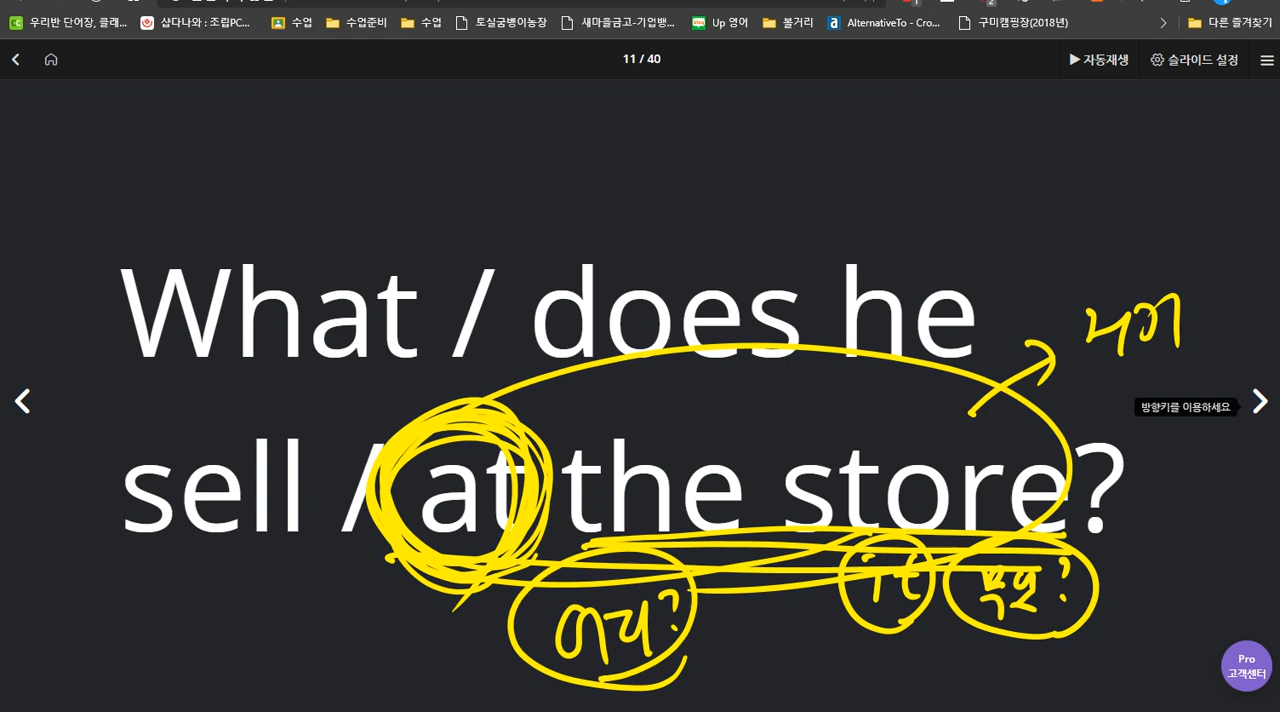 우리반 단어장, 클래... 샵다나와 : 조립PC... 수업 수업준비 수업 토실굼벵이농장 새마을금고-기업뱅... Up 영어 볼거리 AlternativeTo - Cro... 구미캠핑장(2018년) 다른 즐겨찾기
11 / 40 자동재생 슬라이드 설정
What / does he
방향키를 이용하세요
sell / at the store?
무얼?
어디?
Pro
고객센터